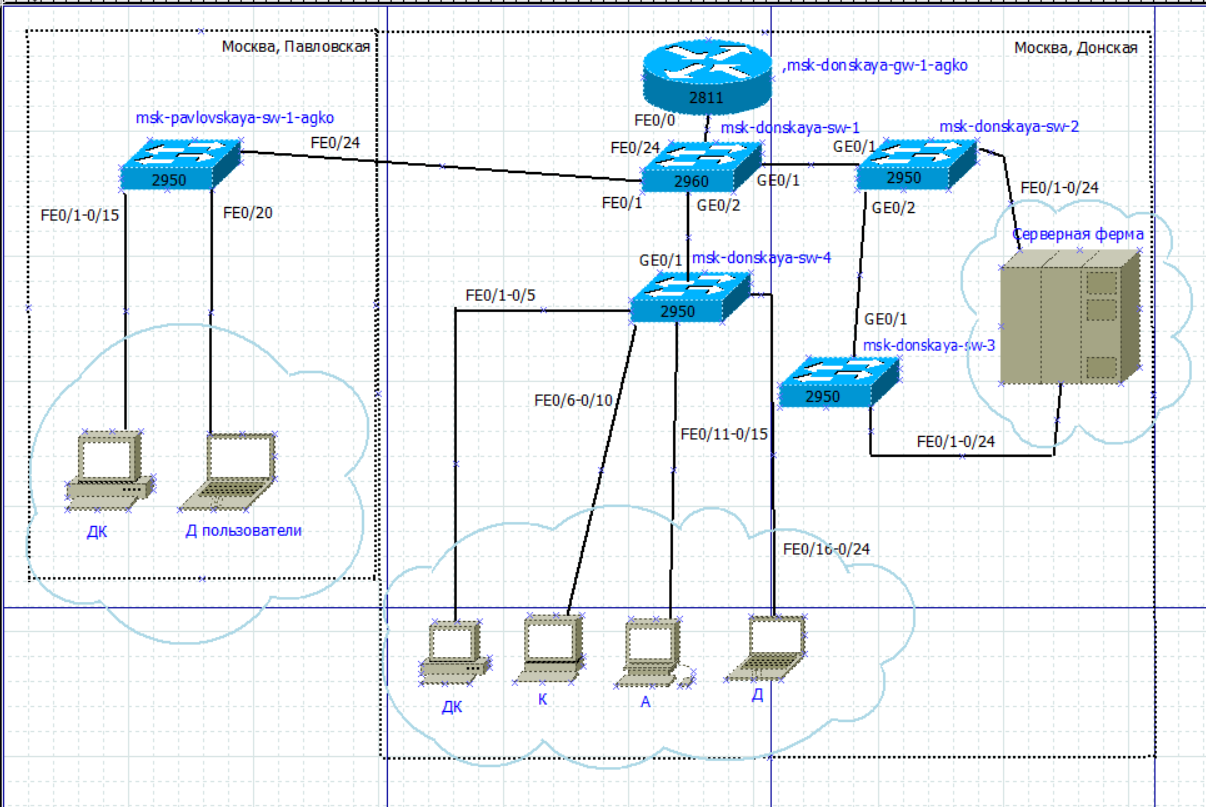 Москва, Павловская
Москва, Донская
,msk-donskaya-gw-1-agko
2811
FE0/0
msk-pavlovskaya-sw-1-agko
msk-donskaya-sw-1
msk-donskaya-sw-2
FE0/24
FE0/24
GE0/1
2950
2960
2950
GE0/1
FE0/1-0/24
FE0/1
GE0/2
GE0/2
FE0/1-0/15
FE0/20
Серверная ферма
GE0/1
msk-donskaya-sw-4
FE0/1-0/5
2950
GE0/1
msk-donskaya-sw-3
2950
FE0/6-0/10
FE0/11-0/15
FE0/1-0/24
ДК
Д пользователи
FE0/16-0/24
ДК
К
А
Д